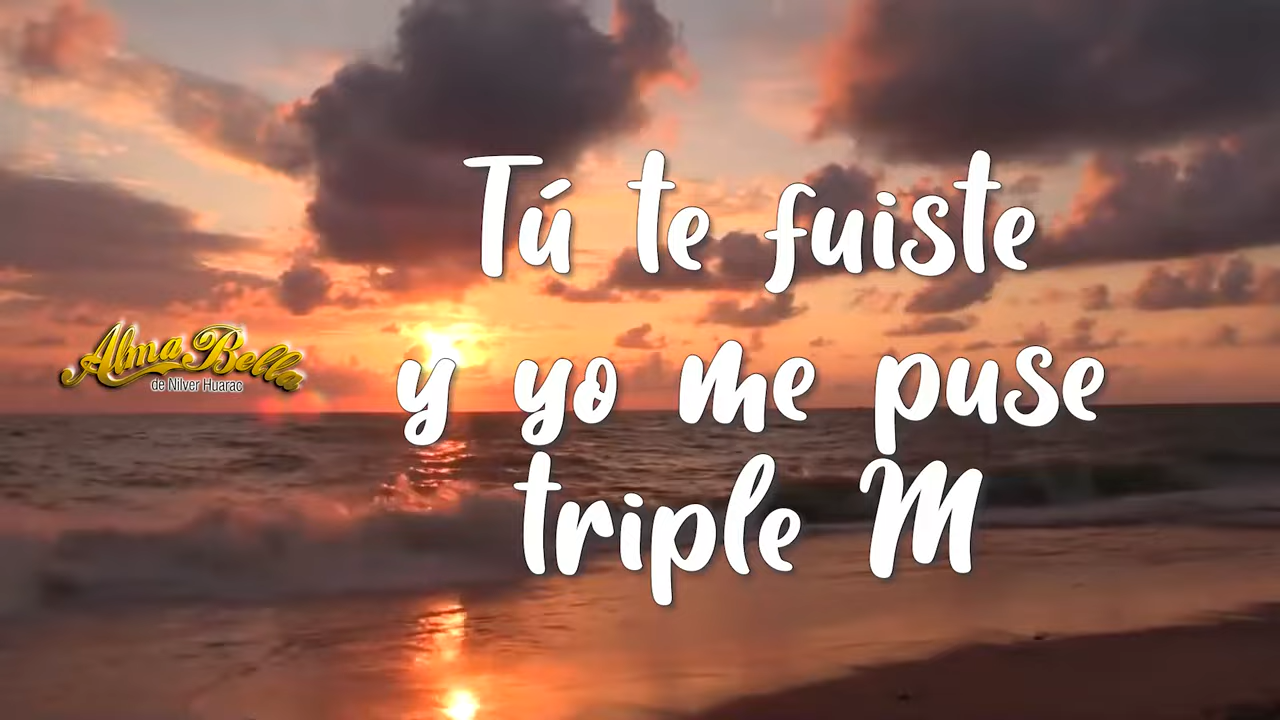 Tú te fuiste
y yo me puse
triple M
Alma Bella
de Nilver Huarac